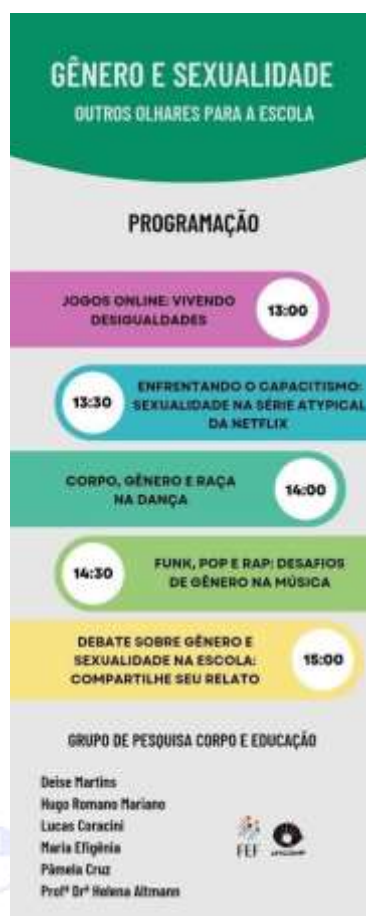 GÊNERO E SEXUALIDADE
OUTROS OLHARES PARA A ESCOLA
PROGRAMAÇÃO
JOGOS ONLINE: VIVENDO
DESIGUALDADES
13:00
13:30
ENFRENTANDO O CAPACITISMO:
SEXUALIDADE NA SÉRIE ATYPICAL
DA NETFLIX
CORPO, GÊNERO E RAÇA
NA DANÇA
14:00
14:30
FUNK, POP E RAP: DESAFIOS
DE GÊNERO NA MÚSICA
DEBATE SOBRE GÊNERO E
SEXUALIDADE NA ESCOLA:
COMPARTILHE SEU RELATO
15:00
GRUPO DE PESQUISA CORPO E EDUCAÇÃO
Deise Martins
Hugo Romano Mariano
Lucas Coracini
Maria Efigênia
Pâmela Cruz
Profª Drª Helena Altmann
FEF
UNICAMP